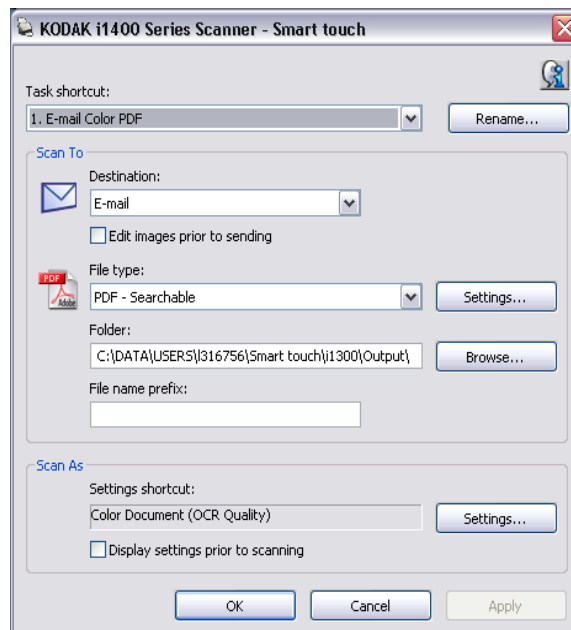 KODAK i1400 Series Scanner - Smart touch
Task shortcut:
1. E-mail Color PDF
Rename...
Scan To
Destination:
E-mail
Edit images prior to sending
PDF
Adobe
File type:
PDF - Searchable
Settings...
Folder:
C:\DATA\USERS\l316756\Smart touch\i1300\Output\
Browse...
File name prefix:
Scan As
Settings shortcut:
Color Document (OCR Quality)
Settings...
Display settings prior to scanning
OK
Cancel
Apply